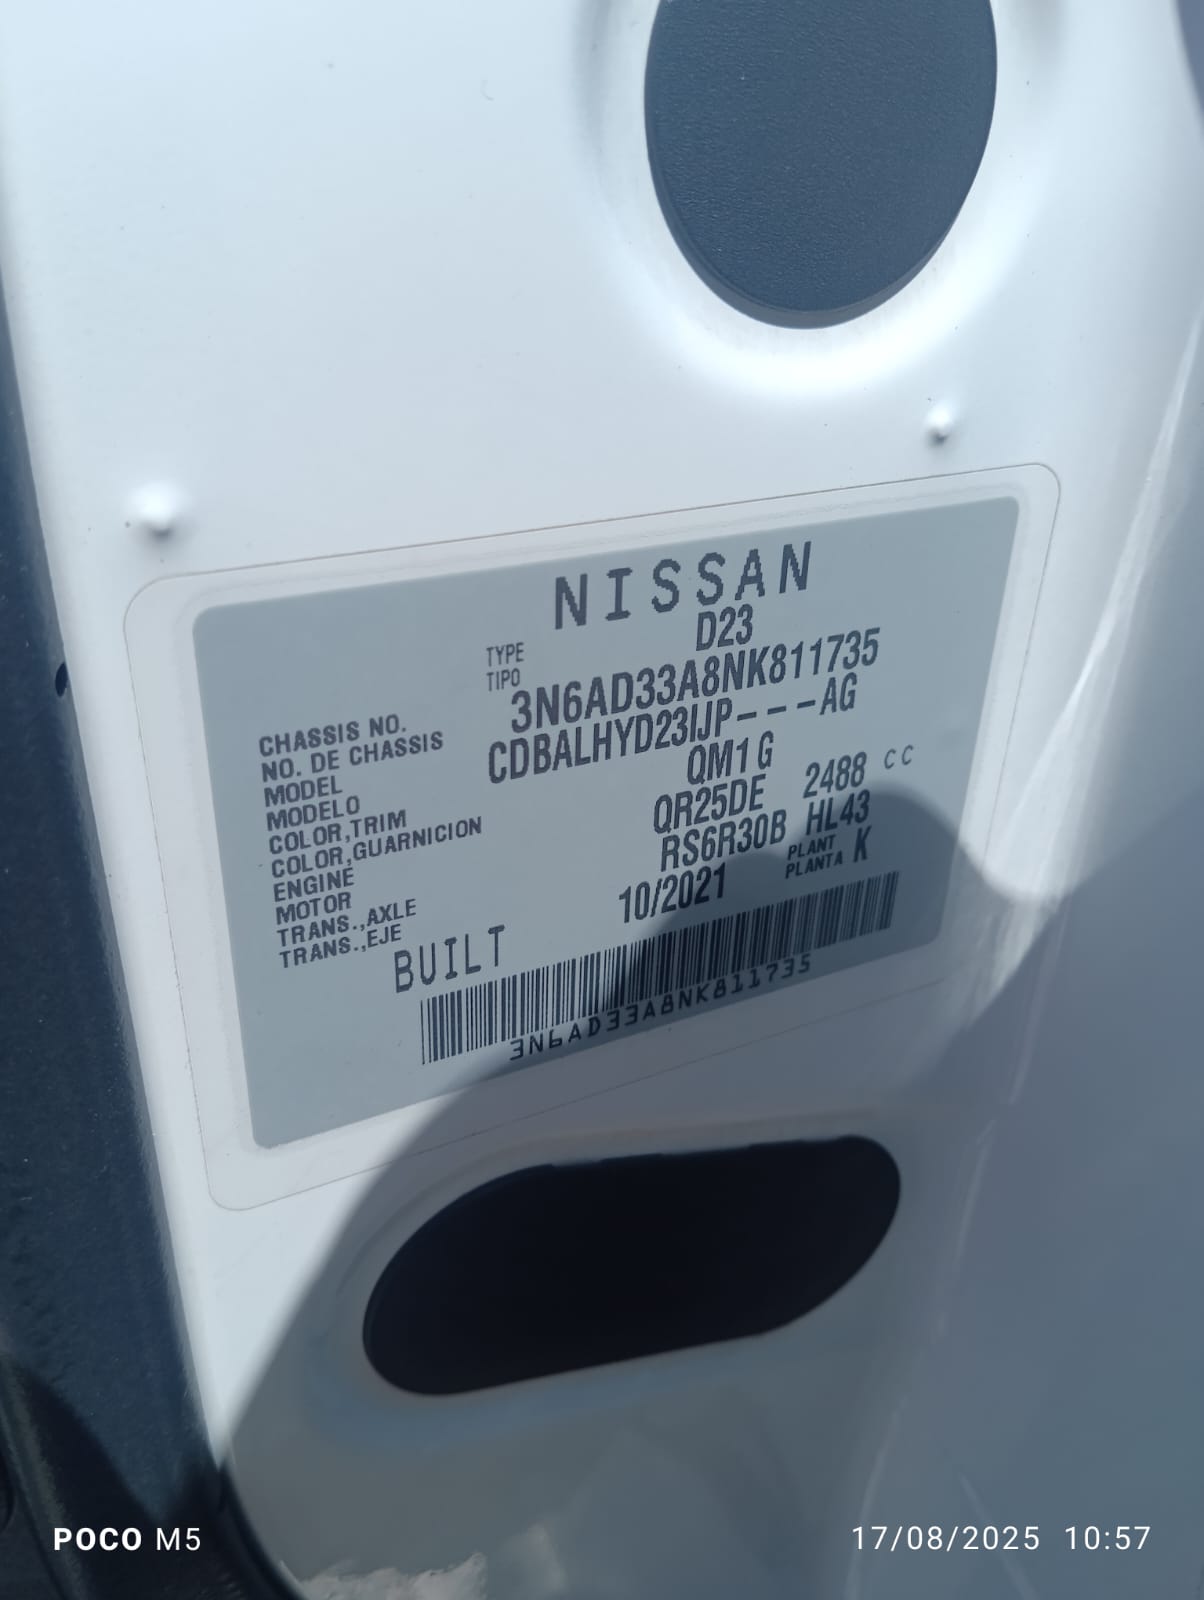 NISSAN
TYPE
TIPO
D23
CHASSIS NO.
NO. DE CHASSIS
3N6AD33A8NK811735
MODEL
MODELO
CDBALHYD23IJP---AG
COLOR,TRIM
COLOR,GUARNICION
QM1 G
ENGINE
MOTOR
QR25DE 2488 CC
TRANS.,AXLE
TRANS.,EJE
RS6R30B HL43
BUILT 10/2021
PLANT
PLANTA K
3N6AD33A8NK811735
POCO M5
17/08/2025 10:57